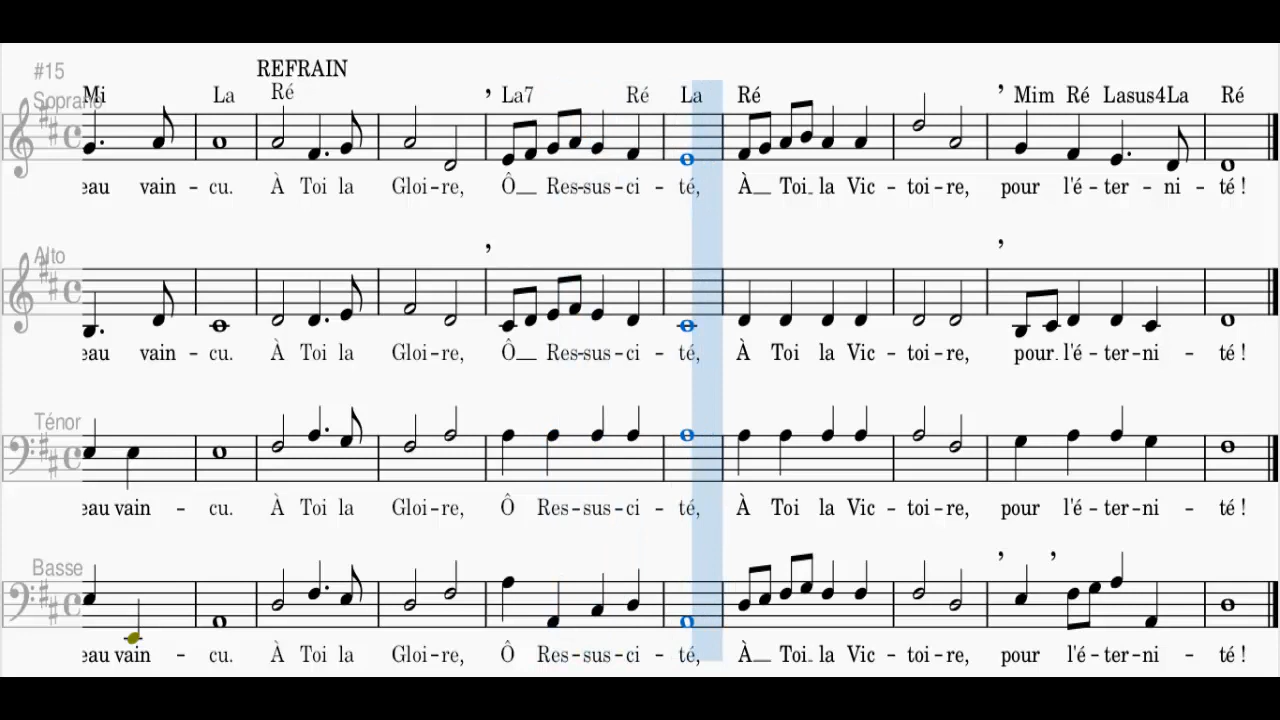 #15
REFRAIN
Soprano
Mi La Ré La7 Ré La Ré Mim Ré Lasus4La Ré
eau vain - cu. À Toi la Gloi - re, Ô Res - sus - ci - té, À Toi la Vic - toi - re, pour l'é - ter - ni - té !
Alto
eau vain - cu. À Toi la Gloi - re, Ô Res - sus - ci - té, À Toi la Vic - toi - re, pour l'é - ter - ni - té !
Ténor
eau vain - cu. À Toi la Gloi - re, Ô Res - sus - ci - té, À Toi la Vic - toi - re, pour l'é - ter - ni - té !
Basse
eau vain - cu. À Toi la Gloi - re, Ô Res - sus - ci - té, À Toi la Vic - toi - re, pour l'é - ter - ni - té !